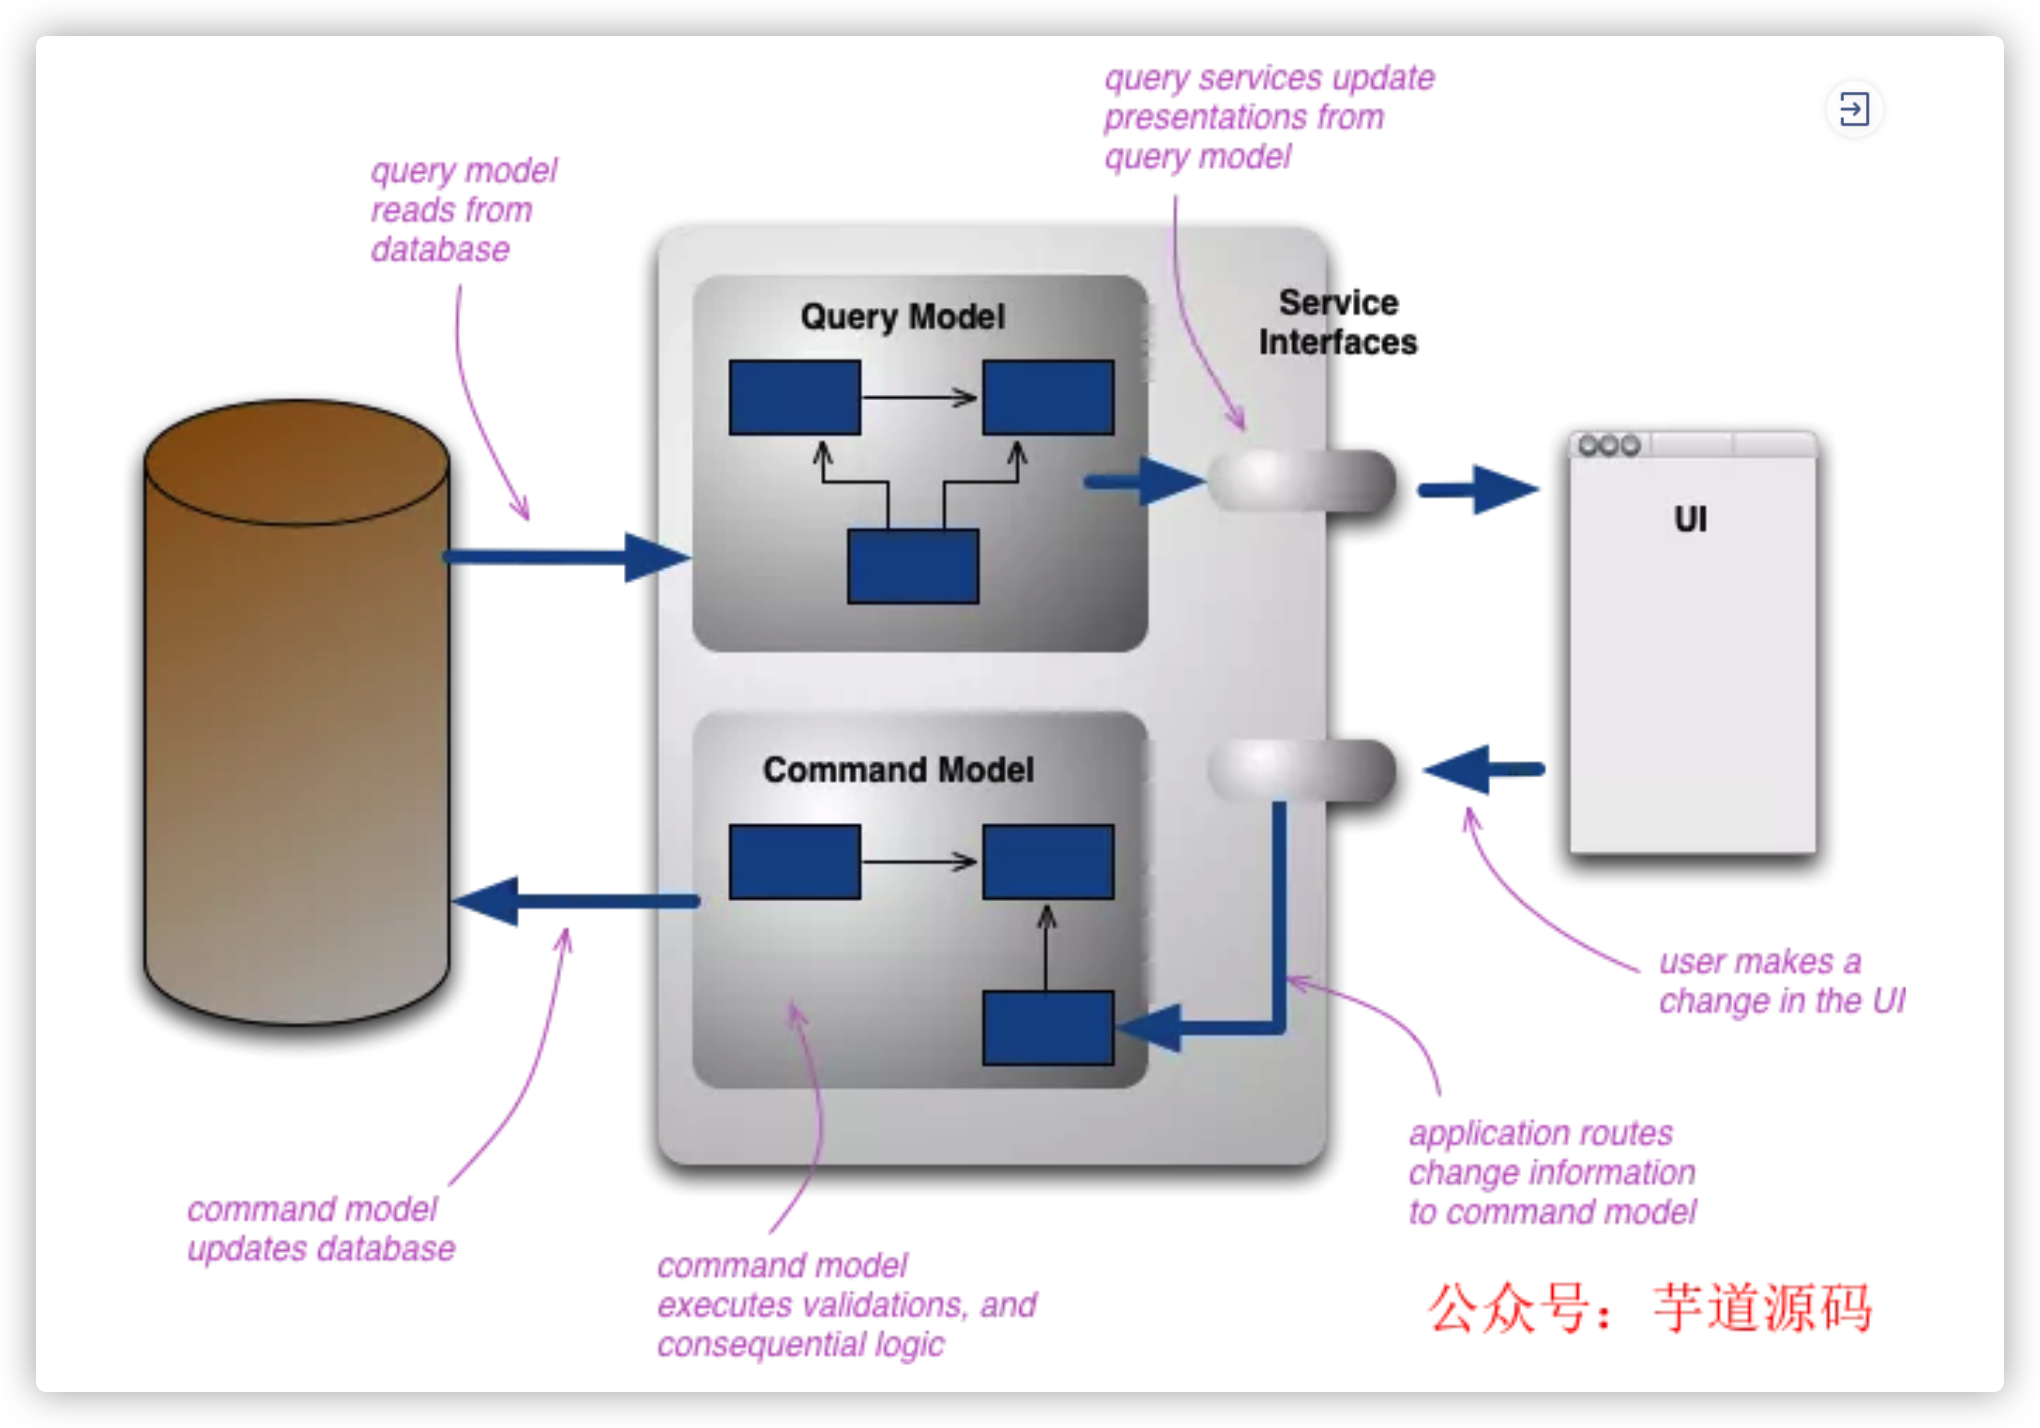 query services update
presentations from
query model
query model
reads from
database
Query Model
Service
Interfaces
UI
Command Model
user makes a
change in the UI
application routes
change information
to command model
command model
updates database
command model
executes validations, and
consequential logic
公众号：芋道源码